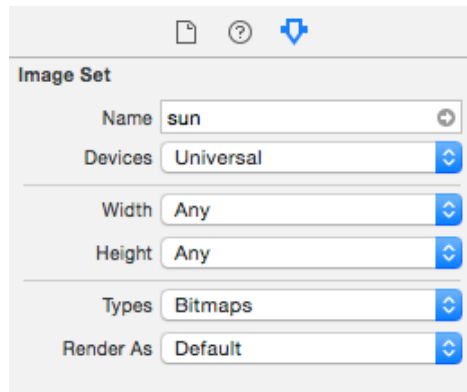 Image Set
Name sun
Devices Universal
Width Any
Height Any
Types Bitmaps
Render As Default